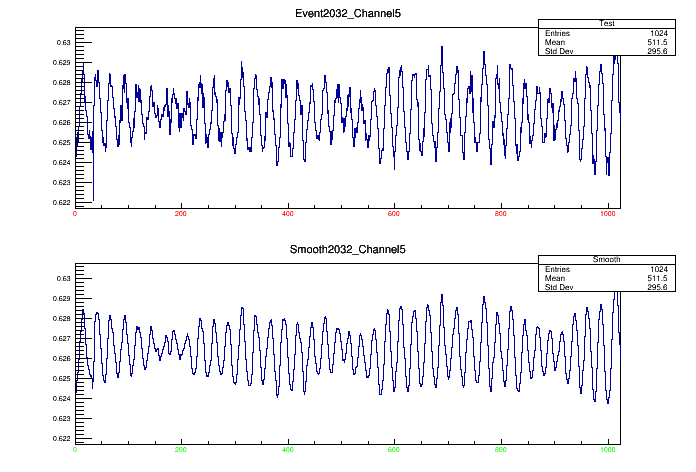 Event2032_Channel5
Test
Entries 1024
Mean 511.5
Std Dev 295.6
0.63
0.629
0.628
0.627
0.626
0.625
0.624
0.623
0.622
0 200 400 600 800 1000
Smooth2032_Channel5
Smooth
Entries 1024
Mean 511.5
Std Dev 295.6
0.63
0.629
0.628
0.627
0.626
0.625
0.624
0.623
0.622
0 200 400 600 800 1000